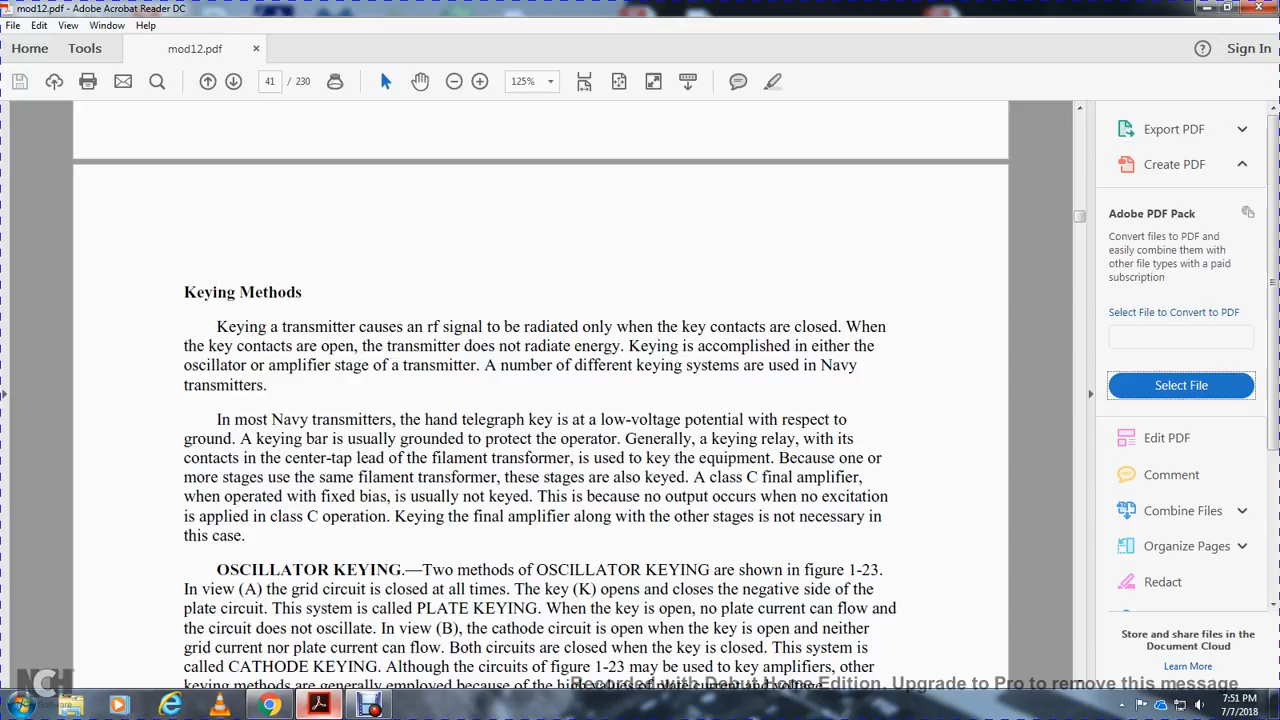 mod12.pdf - Adobe Acrobat Reader DC
File Edit View Window Help
Home Tools mod12.pdf × Sign In
41 / 230 125%
Export PDF
Create PDF
Adobe PDF Pack
Convert files to PDF and
easily combine them with
other file types with a paid
subscription
Select File to Convert to PDF
Select File
Edit PDF
Comment
Combine Files
Organize Pages
Redact
Store and share files in the
Document Cloud
Learn More
Keying Methods
Keying a transmitter causes an rf signal to be radiated only when the key contacts are closed. When
the key contacts are open, the transmitter does not radiate energy. Keying is accomplished in either the
oscillator or amplifier stage of a transmitter. A number of different keying systems are used in Navy
transmitters.
In most Navy transmitters, the hand telegraph key is at a low-voltage potential with respect to
ground. A keying bar is usually grounded to protect the operator. Generally, a keying relay, with its
contacts in the center-tap lead of the filament transformer, is used to key the equipment. Because one or
more stages use the same filament transformer, these stages are also keyed. A class C final amplifier,
when operated with fixed bias, is usually not keyed. This is because no output occurs when no excitation
is applied in class C operation. Keying the final amplifier along with the other stages is not necessary in
this case.
OSCILLATOR KEYING.—Two methods of OSCILLATOR KEYING are shown in figure 1-23.
In view (A) the grid circuit is closed at all times. The key (K) opens and closes the negative side of the
plate circuit. This system is called PLATE KEYING. When the key is open, no plate current can flow and
the circuit does not oscillate. In view (B), the cathode circuit is open when the key is open and neither
grid current nor plate current can flow. Both circuits are closed when the key is closed. This system is
called CATHODE KEYING. Although the circuits of figure 1-23 may be used to key amplifiers, other
keying methods are generally employed because of the
Recorded with Debut Home Edition. Upgrade to Pro to remove this message
NCH
Software
7:51 PM
7/7/2018